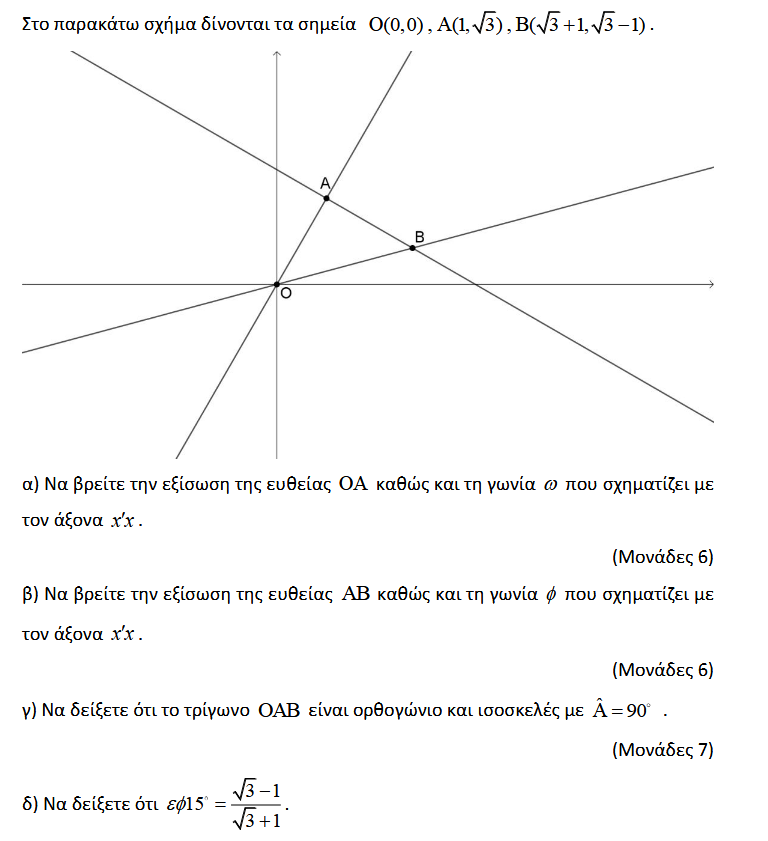 Στο παρακάτω σχήμα δίνονται τα σημεία O(0,0) , A(1,√3) , B(√3 +1,√3 −1) .
A
B
O
α) Να βρείτε την εξίσωση της ευθείας OA καθώς και τη γωνία ω που σχηματίζει με
τον άξονα x′x .
(Μονάδες 6)
β) Να βρείτε την εξίσωση της ευθείας AB καθώς και τη γωνία φ που σχηματίζει με
τον άξονα x′x .
(Μονάδες 6)
γ) Να δείξετε ότι το τρίγωνο OAB είναι ορθογώνιο και ισοσκελές με Â = 90° .
(Μονάδες 7)
δ) Να δείξετε ότι εφ15° = (√3 −1)/(√3 +1) .